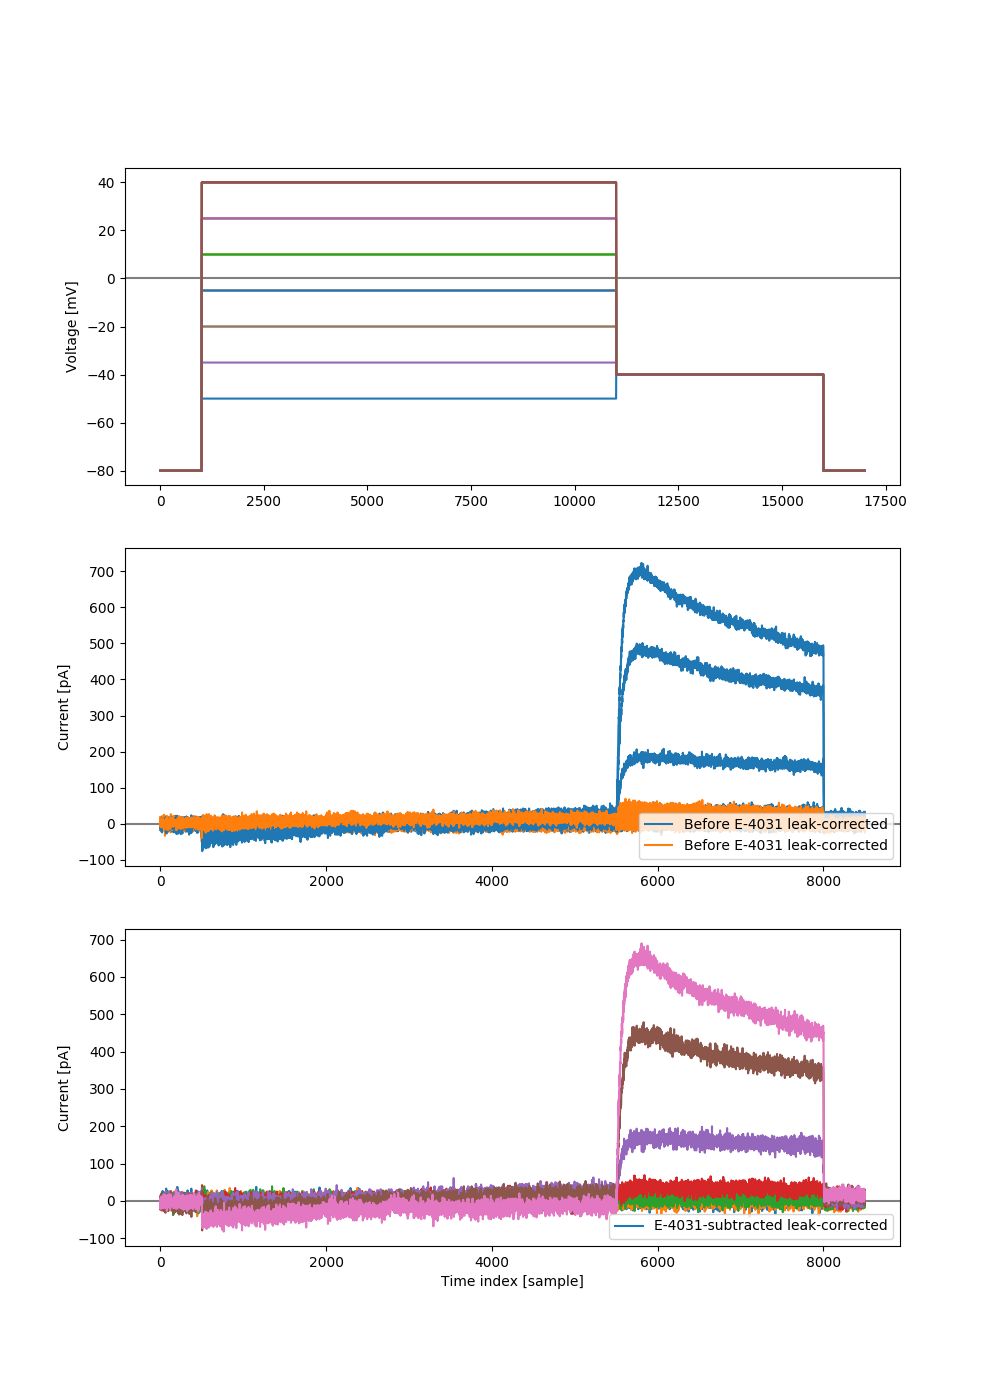 40
20
0
−20
−40
−60
−80
Voltage [mV]
0 2500 5000 7500 10000 12500 15000 17500
700
600
500
400
300
200
100
0
−100
Current [pA]
Before E-4031 leak-corrected
Before E-4031 leak-corrected
0 2000 4000 6000 8000
700
600
500
400
300
200
100
0
−100
Current [pA]
E-4031-subtracted leak-corrected
0 2000 4000 6000 8000
Time index [sample]